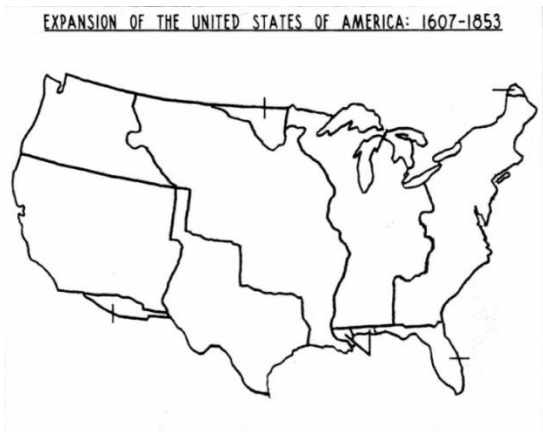 EXPANSION OF THE UNITED STATES OF AMERICA: 1607-1853